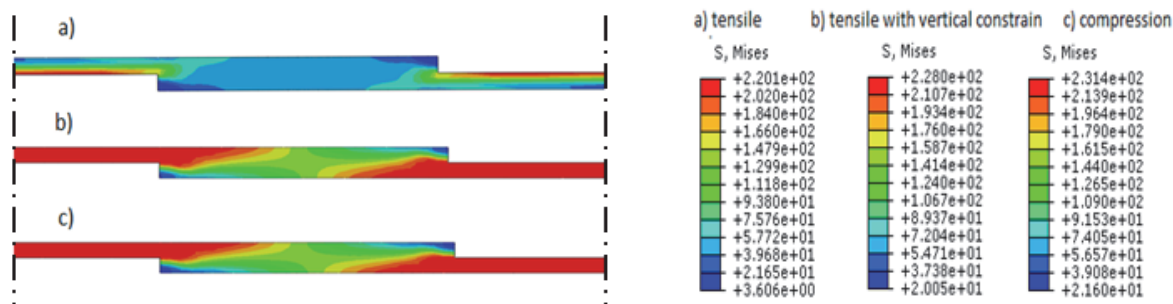 a)
b)
c)
a) tensile
b) tensile with vertical constrain
c) compression
S, Mises
+2.201e+02
+2.020e+02
+1.840e+02
+1.660e+02
+1.479e+02
+1.299e+02
+1.118e+02
+9.380e+01
+7.576e+01
+5.772e+01
+3.968e+01
+2.165e+01
+3.606e+00
S, Mises
+2.280e+02
+2.107e+02
+1.934e+02
+1.760e+02
+1.587e+02
+1.414e+02
+1.240e+02
+1.067e+02
+8.937e+01
+7.204e+01
+5.471e+01
+3.738e+01
+2.005e+01
S, Mises
+2.314e+02
+2.139e+02
+1.964e+02
+1.790e+02
+1.615e+02
+1.440e+02
+1.265e+02
+1.090e+02
+9.153e+01
+7.405e+01
+5.657e+01
+3.908e+01
+2.160e+01